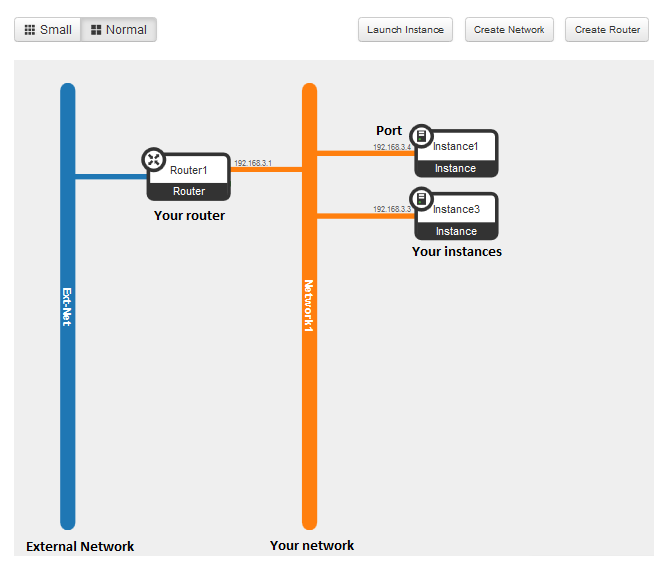 Small
Normal
Launch Instance
Create Network
Create Router
Port
192.168.3.4
Instance1
Instance
Router1
Router
192.168.3.1
Your router
192.168.3.3
Instance3
Instance
Your instances
Ext-Net
Network1
External Network
Your network